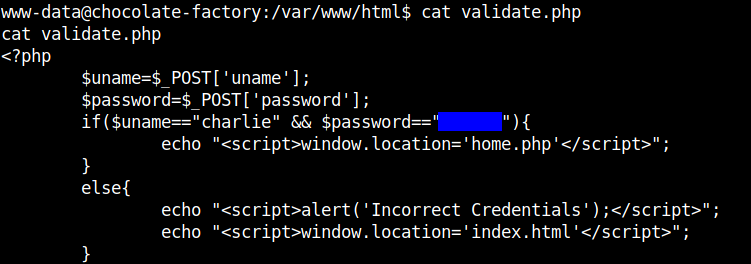 www-data@chocolate-factory:/var/www/html$ cat validate.php
cat validate.php
<?php
        $uname=$_POST['uname'];
        $password=$_POST['password'];
        if($uname=="charlie" && $password==""){
                echo "<script>window.location='home.php'</script>";
        }
        else{
                echo "<script>alert('Incorrect Credentials');</script>";
                echo "<script>window.location='index.html'</script>";
        }